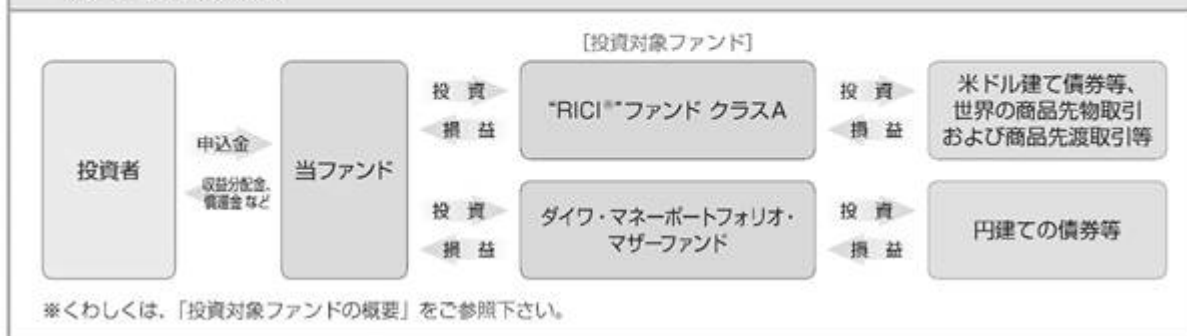 [投資対象ファンド]
投資者
申込金
収益分配金、
償還金 など
当ファンド
投 資
損 益
"RICI®"ファンド クラスA
投 資
損 益
米ドル建て債券等、
世界の商品先物取引
および商品先渡取引等
投 資
損 益
ダイワ・マネーポートフォリオ・
マザーファンド
投 資
損 益
円建ての債券等
※くわしくは、「投資対象ファンドの概要」をご参照下さい。